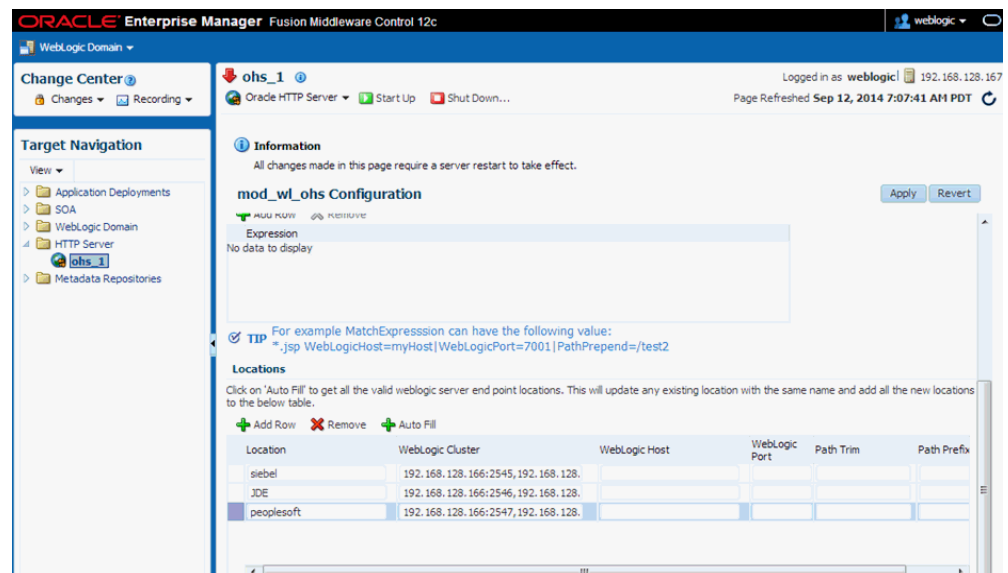 ORACLE Enterprise Manager Fusion Middleware Control 12c
weblogic
WebLogic Domain
Change Center
Changes Recording
Target Navigation
View
Application Deployments
SOA
WebLogic Domain
HTTP Server
ohs_1
Metadata Repositories
ohs_1
Logged in as weblogic 192.168.128.167
Oracle HTTP Server Start Up Shut Down...
Page Refreshed Sep 12, 2014 7:07:41 AM PDT
Information
All changes made in this page require a server restart to take effect.
mod_wl_ohs Configuration
Apply Revert
Add Row Remove
Expression
No data to display
TIP For example MatchExpresssion can have the following value:
*.jsp WebLogicHost=myHost|WebLogicPort=7001|PathPrepend=/test2
Locations
Click on 'Auto Fill' to get all the valid weblogic server end point locations. This will update any existing location with the same name and add all the new locations
to the below table.
Add Row Remove Auto Fill
Location WebLogic Cluster WebLogic Host WebLogic Port Path Trim Path Prefix
siebel 192.168.128.166:2545,192.168.128.
JDE 192.168.128.166:2546,192.168.128.
peoplesoft 192.168.128.166:2547,192.168.128.